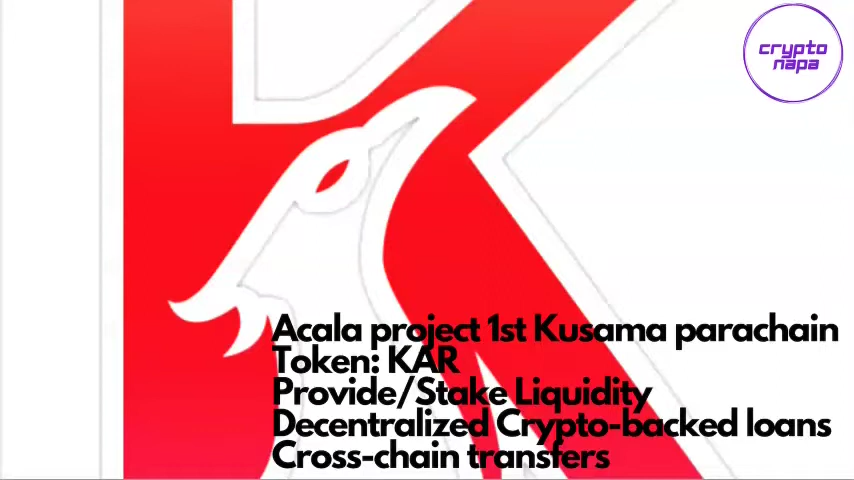 crypto
napa
Acala project 1st Kusama parachain
Token: KAR
Provide/Stake Liquidity
Decentralized Crypto-backed loans
Cross-chain transfers